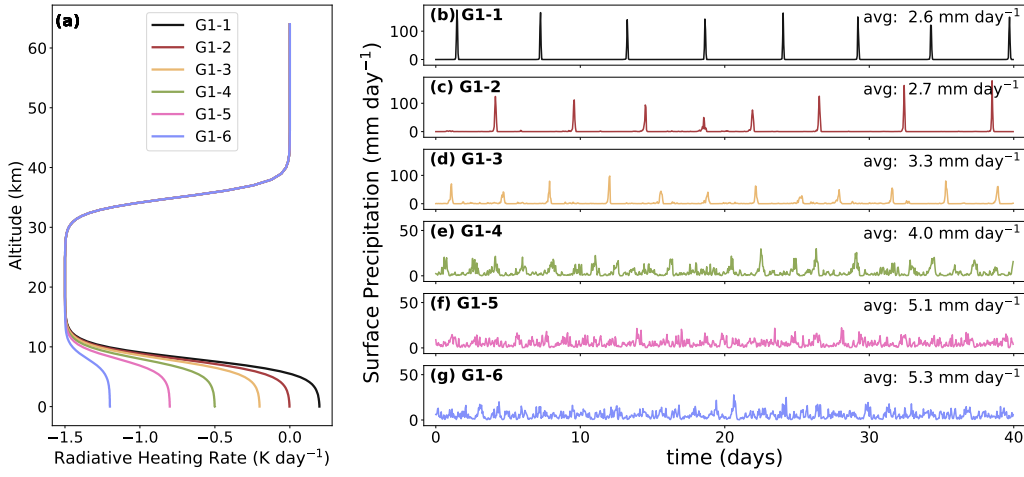 (a)
G1-1
G1-2
G1-3
G1-4
G1-5
G1-6
60
50
40
30
20
10
0
Altitude (km)
−1.5
−1.0
−0.5
0.0
Radiative Heating Rate (K day⁻¹)
Surface Precipitation (mm day⁻¹)
(b) G1-1
avg: 2.6 mm day⁻¹
100
0
(c) G1-2
avg: 2.7 mm day⁻¹
100
0
(d) G1-3
avg: 3.3 mm day⁻¹
100
0
(e) G1-4
avg: 4.0 mm day⁻¹
50
0
(f) G1-5
avg: 5.1 mm day⁻¹
50
0
(g) G1-6
avg: 5.3 mm day⁻¹
50
0
0
10
20
30
40
time (days)